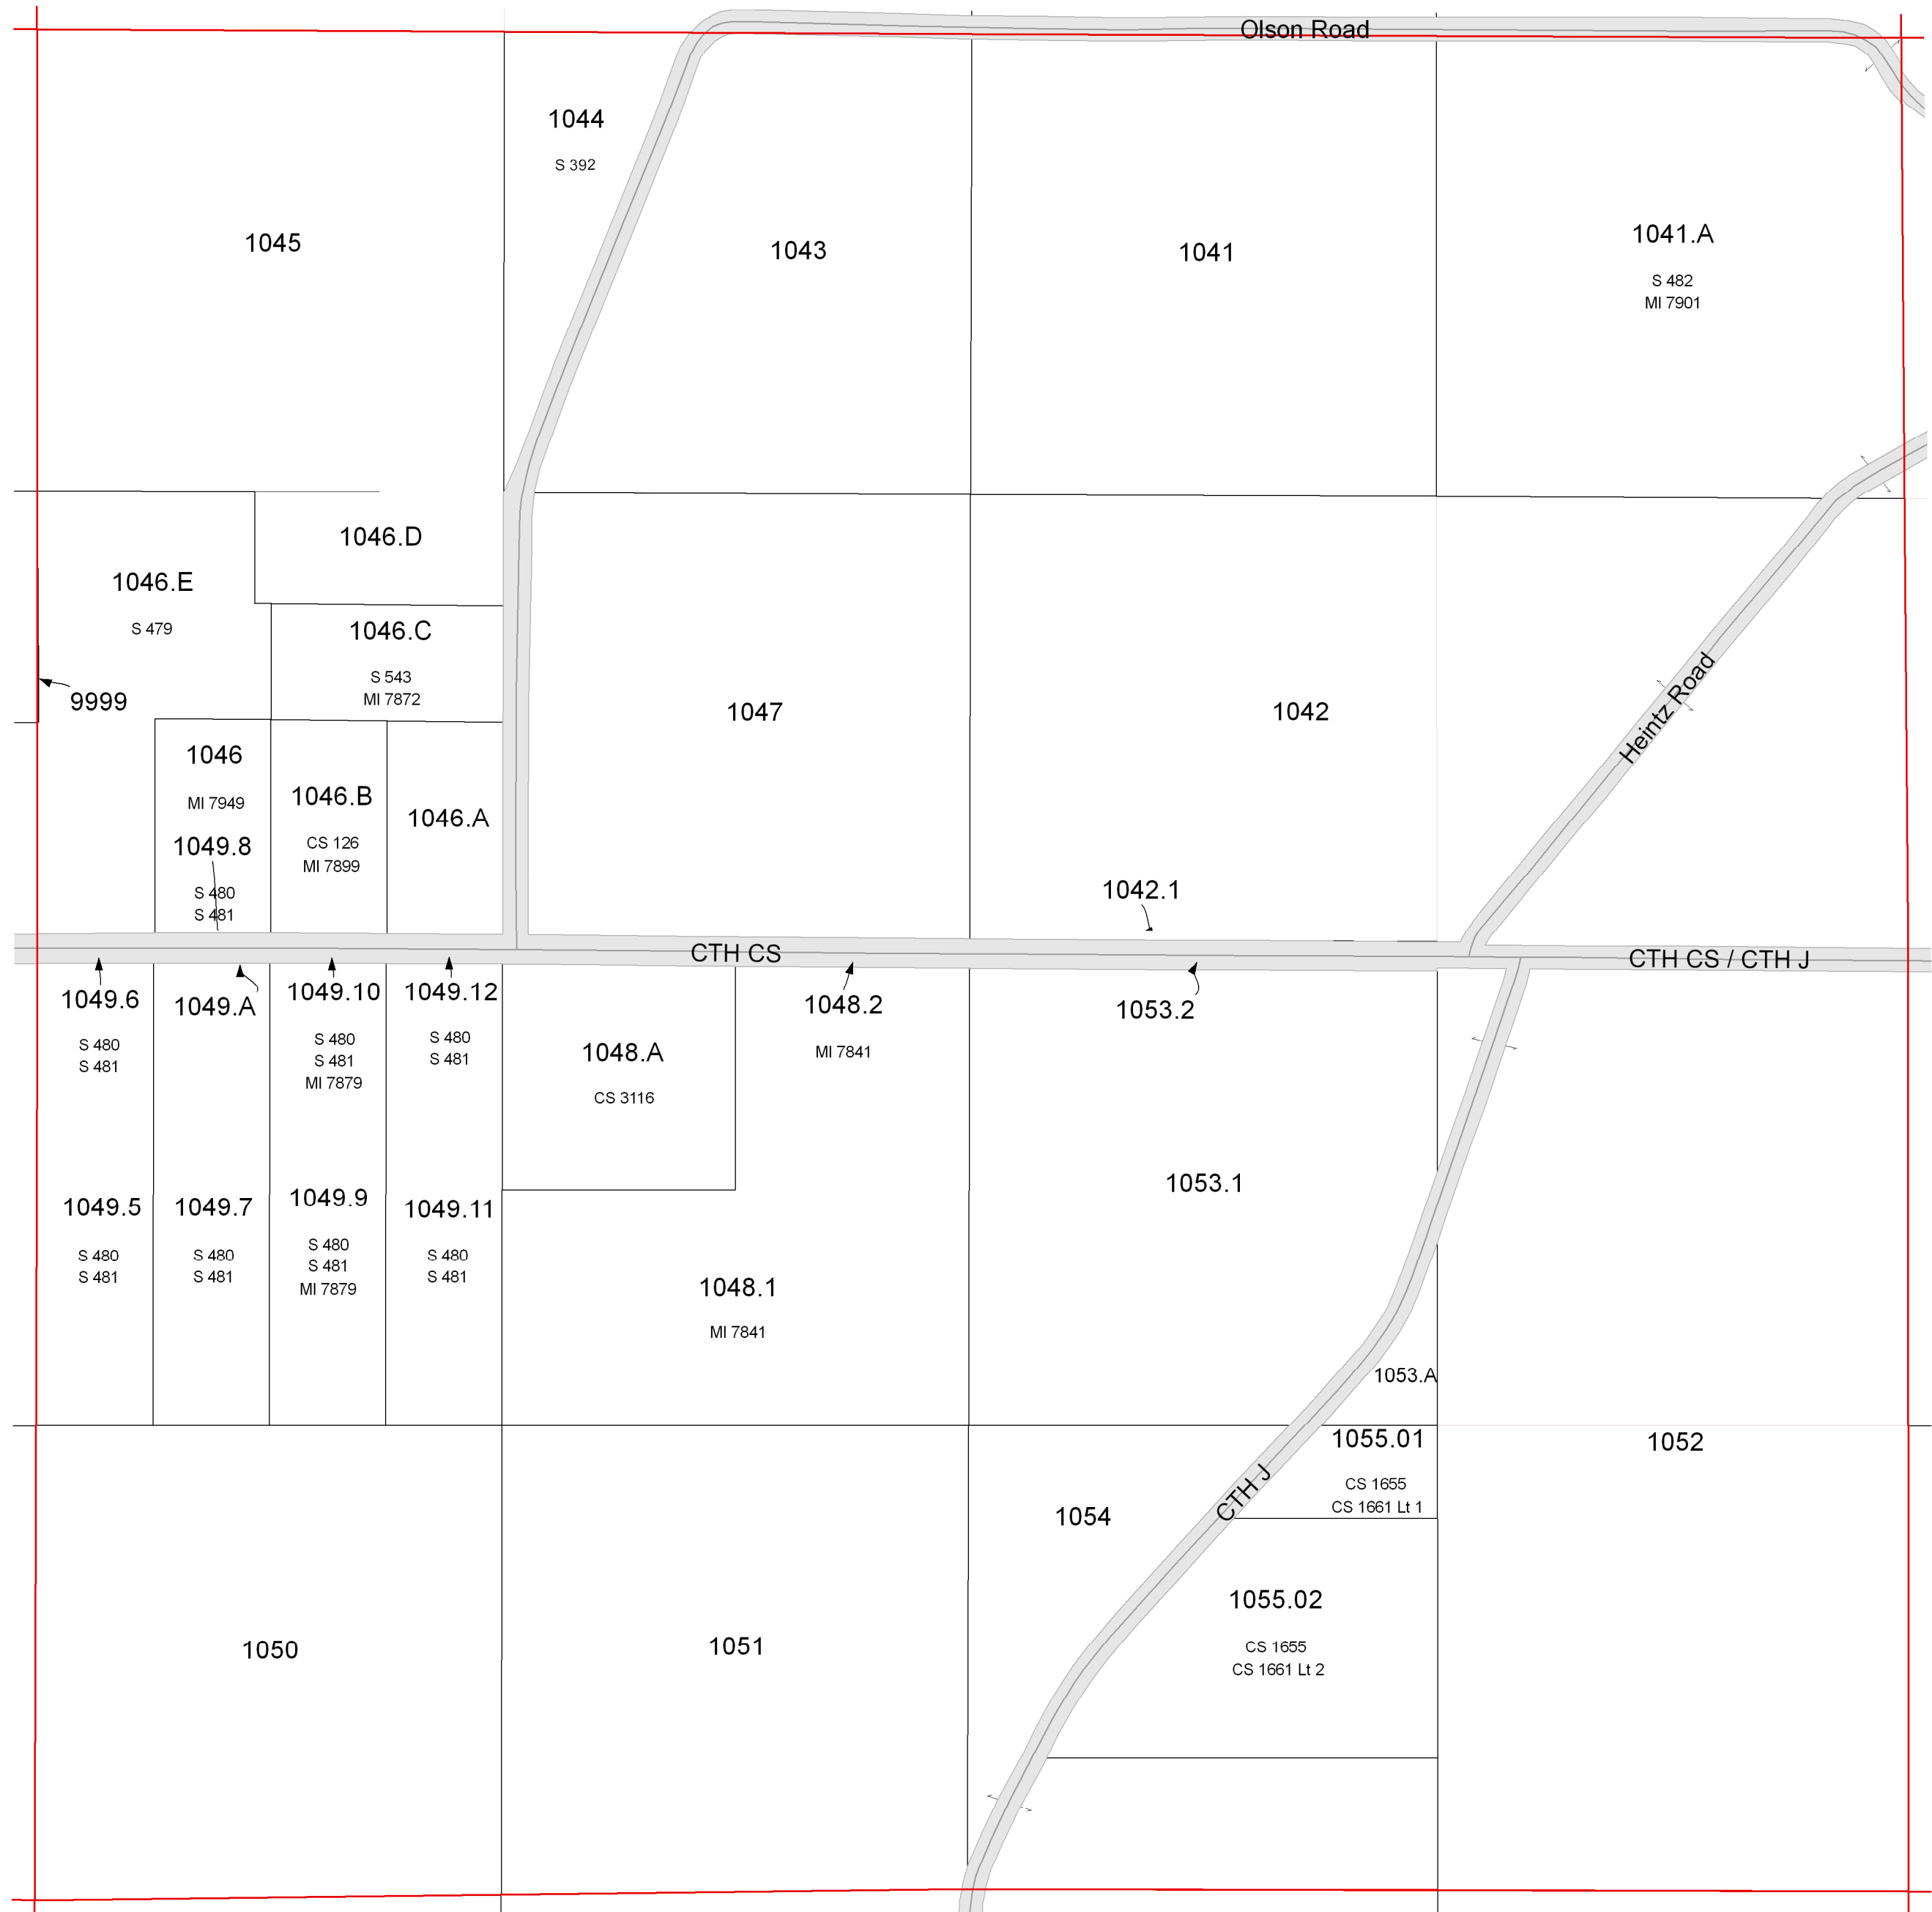 Olson Road
1044
S 392
1045
1043
1041
1041.A
S 482
MI 7901
1046.D
1046.E
S 479
1046.C
S 543
MI 7872
9999
1047
1042
Heintz Road
1046
MI 7949
1049.8
S 480
S 481
1046.B
CS 126
MI 7899
1046.A
1042.1
CTH CS
CTH CS / CTH J
1049.6
S 480
S 481
1049.A
1049.10
S 480
S 481
MI 7879
1049.12
S 480
S 481
1048.A
CS 3116
1048.2
MI 7841
1053.2
1053.1
1049.5
S 480
S 481
1049.7
S 480
S 481
1049.9
S 480
S 481
MI 7879
1049.11
S 480
S 481
1048.1
MI 7841
1053.A
1055.01
CS 1655
CS 1661 Lt 1
1052
CTH J
1054
1055.02
CS 1655
CS 1661 Lt 2
1050
1051